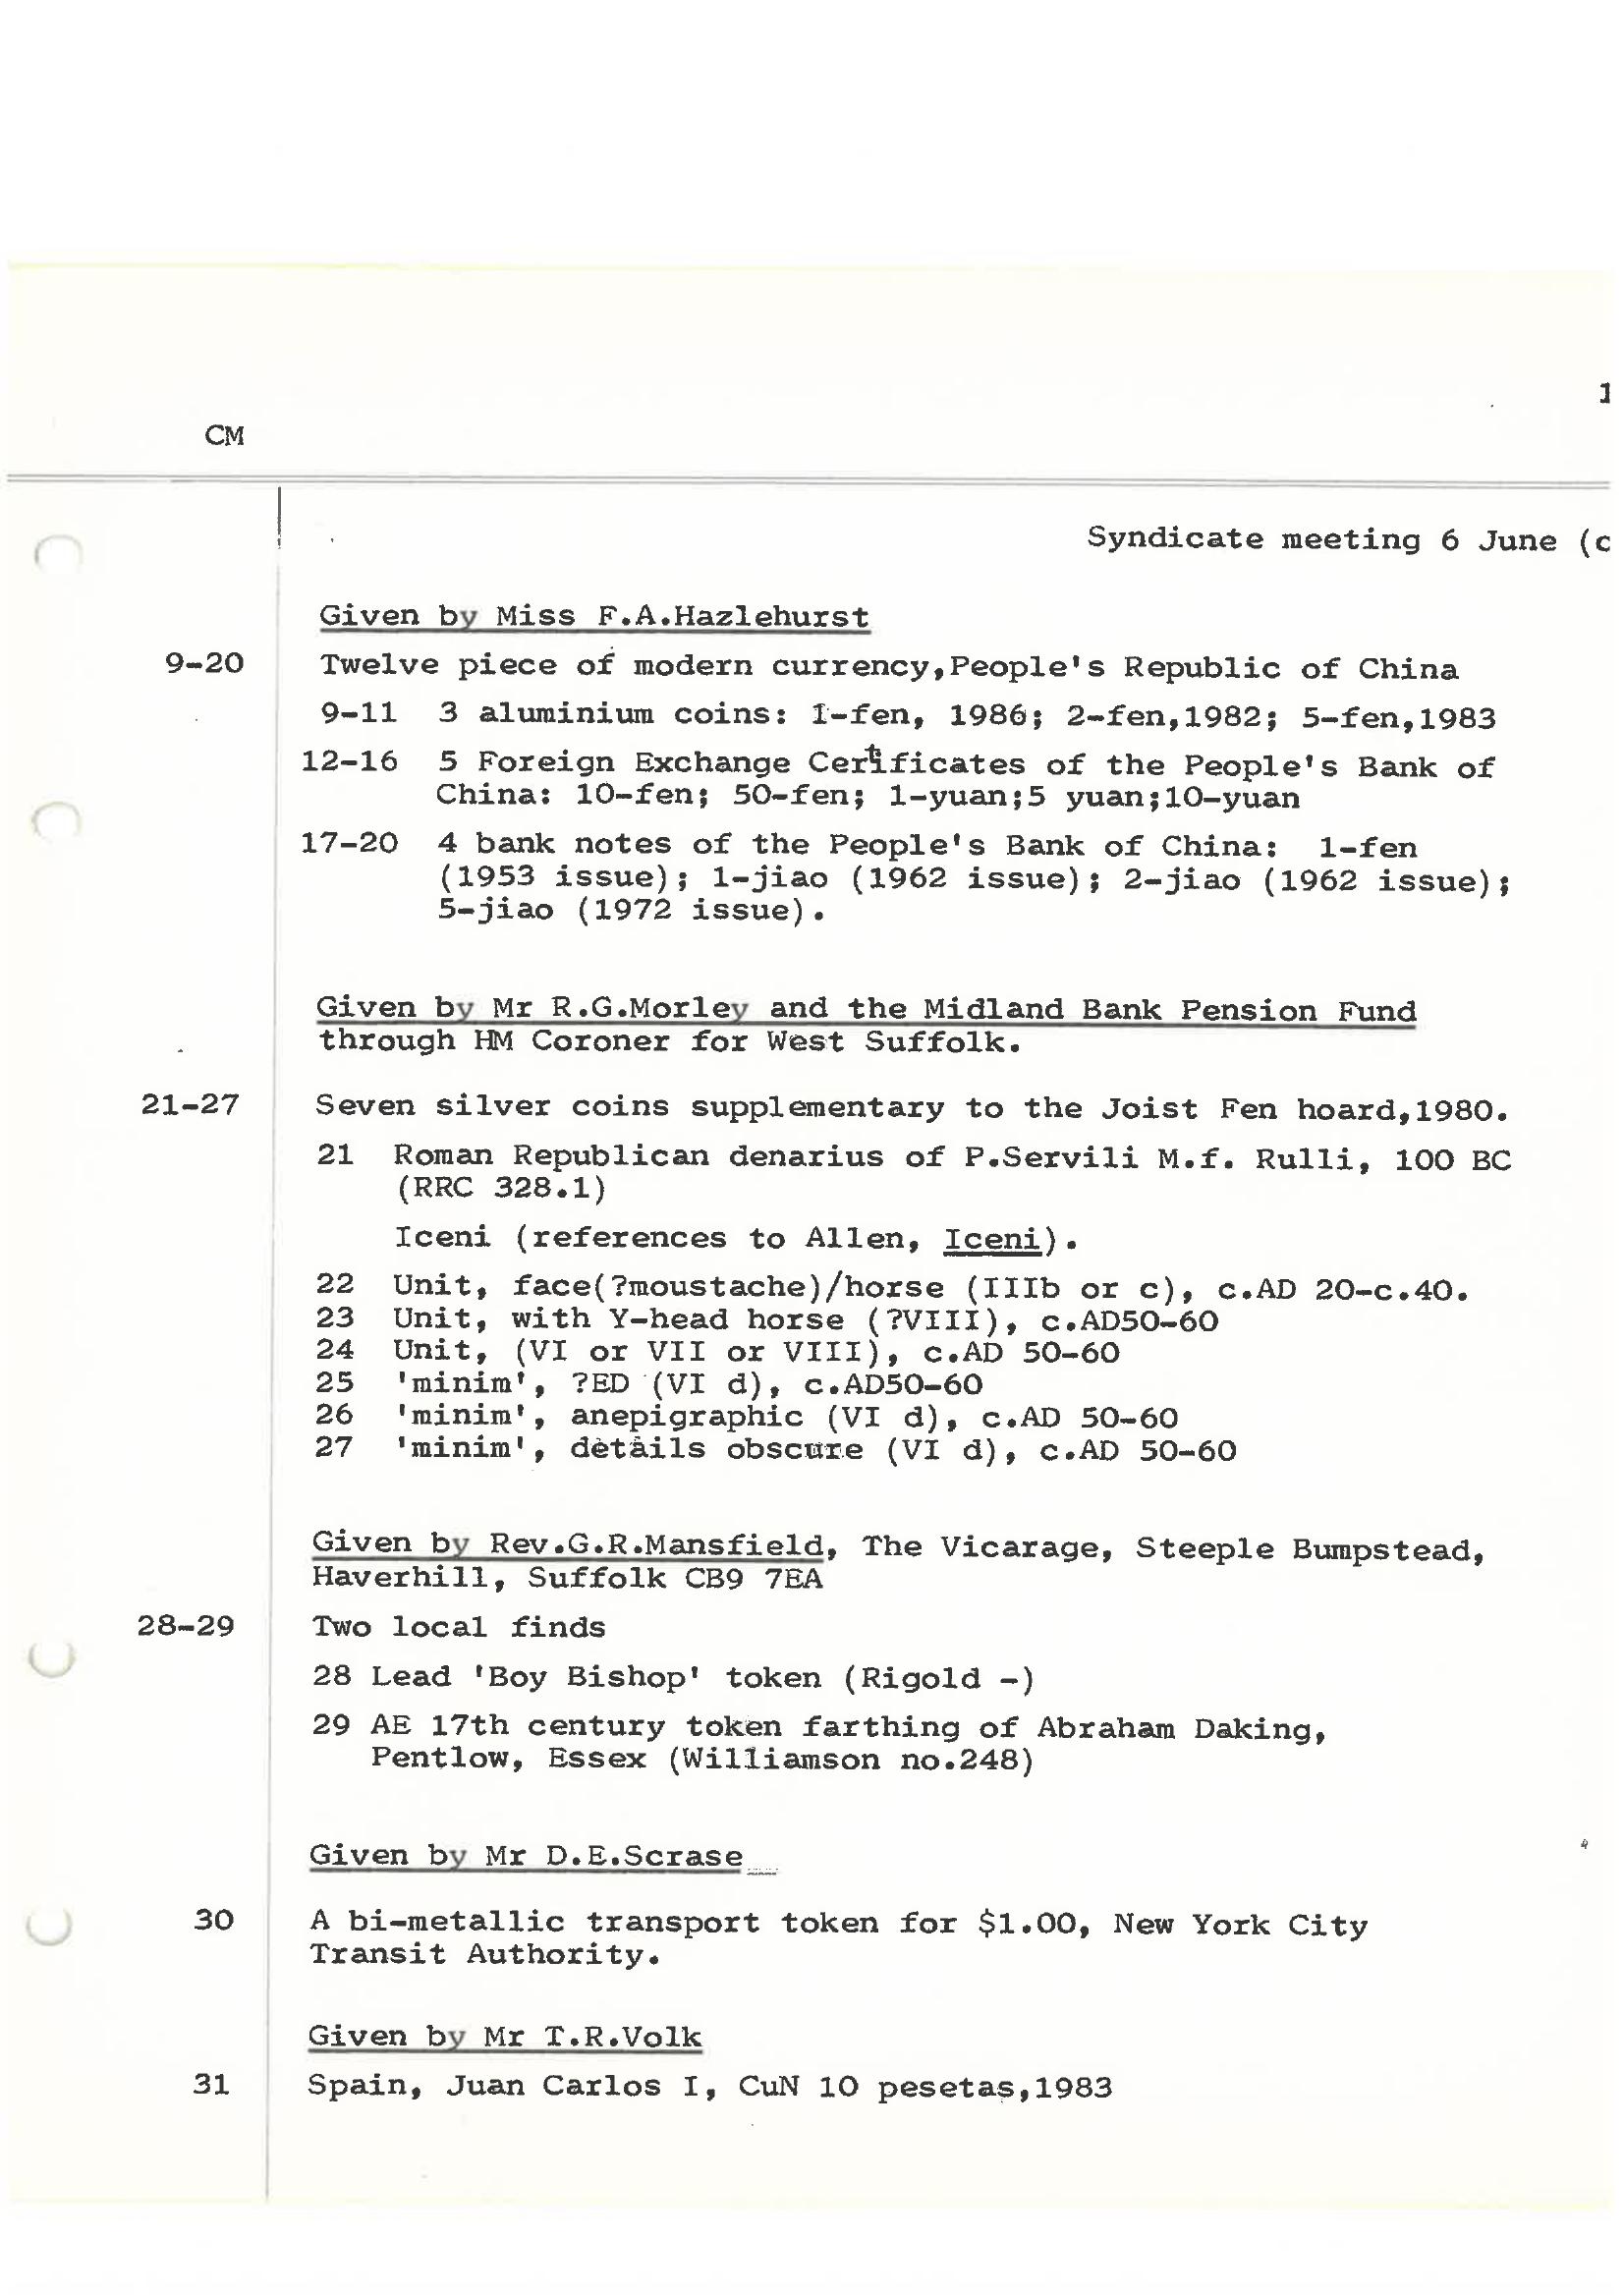 1
CM
Syndicate meeting 6 June (c
Given by Miss F.A.Hazlehurst
9-20 Twelve piece of modern currency,People's Republic of China
9-11 3 aluminium coins: 1-fen, 1986; 2-fen,1982; 5-fen,1983
12-16 5 Foreign Exchange Certificates of the People's Bank of
China: 10-fen; 50-fen; 1-yuan;5 yuan;10-yuan
17-20 4 bank notes of the People's Bank of China: 1-fen
(1953 issue); 1-jiao (1962 issue); 2-jiao (1962 issue);
5-jiao (1972 issue).
Given by Mr R.G.Morley and the Midland Bank Pension Fund
through HM Coroner for West Suffolk.
21-27 Seven silver coins supplementary to the Joist Fen hoard,1980.
21 Roman Republican denarius of P.Servili M.f. Rulli, 100 BC
(RRC 328.1)
Iceni (references to Allen, Iceni).
22 Unit, face(?moustache)/horse (IIIb or c), c.AD 20-c.40.
23 Unit, with Y-head horse (?VIII), c.AD50-60
24 Unit, (VI or VII or VIII), c.AD 50-60
25 'minim', ?ED (VI d), c.AD50-60
26 'minim', anepigraphic (VI d), c.AD 50-60
27 'minim', details obscure (VI d), c.AD 50-60
Given by Rev.G.R.Mansfield, The Vicarage, Steeple Bumpstead,
Haverhill, Suffolk CB9 7EA
28-29 Two local finds
28 Lead 'Boy Bishop' token (Rigold -)
29 AE 17th century token farthing of Abraham Daking,
Pentlow, Essex (Williamson no.248)
Given by Mr D.E.Scrase
30 A bi-metallic transport token for $1.00, New York City
Transit Authority.
Given by Mr T.R.Volk
31 Spain, Juan Carlos I, CuN 10 pesetas,1983